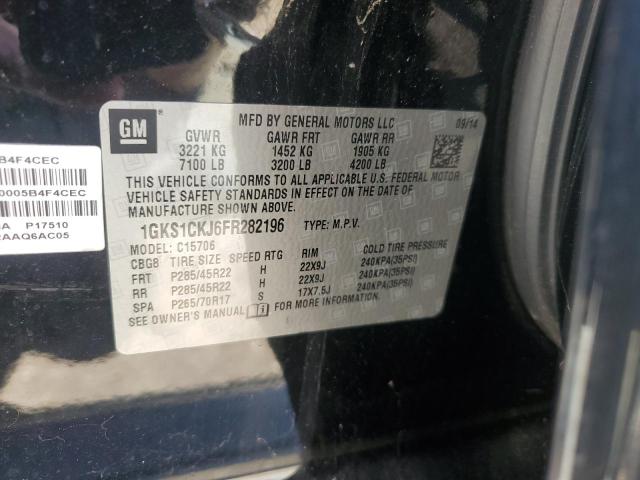 GM
MFD BY GENERAL MOTORS LLC
09/14
GVWR GAWR FRT GAWR RR
3221 KG 1452 KG 1905 KG
7100 LB 3200 LB 4200 LB
THIS VEHICLE CONFORMS TO ALL APPLICABLE U.S. FEDERAL MOTOR
VEHICLE SAFETY STANDARDS IN EFFECT ON THE DATE OF
MANUFACTURE SHOWN ABOVE.
1GKS1CKJ6FR282196 TYPE: M.P.V.
MODEL: C15706
CBGB TIRE SIZE SPEED RTG RIM COLD TIRE PRESSURE
FRT P285/45R22 H 22X9J 240KPA(35PSI)
RR P285/45R22 H 22X9J 240KPA(35PSI)
SPA P265/70R17 S 17X7.5J 240KPA(35PSI)
SEE OWNER'S MANUAL FOR MORE INFORMATION.
B4F4CEC
0005B4F4CEC
A P17510
AAQ6AC05